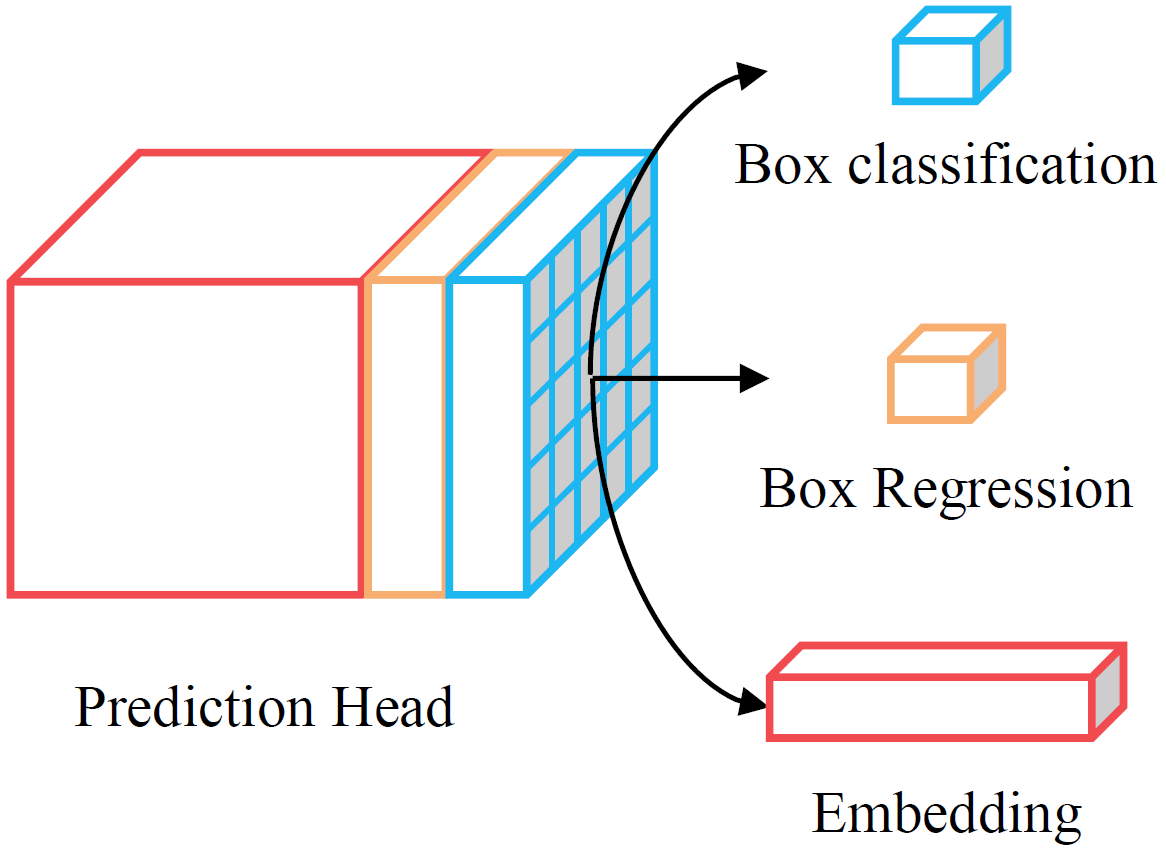 Box classification
Box Regression
Prediction Head
Embedding